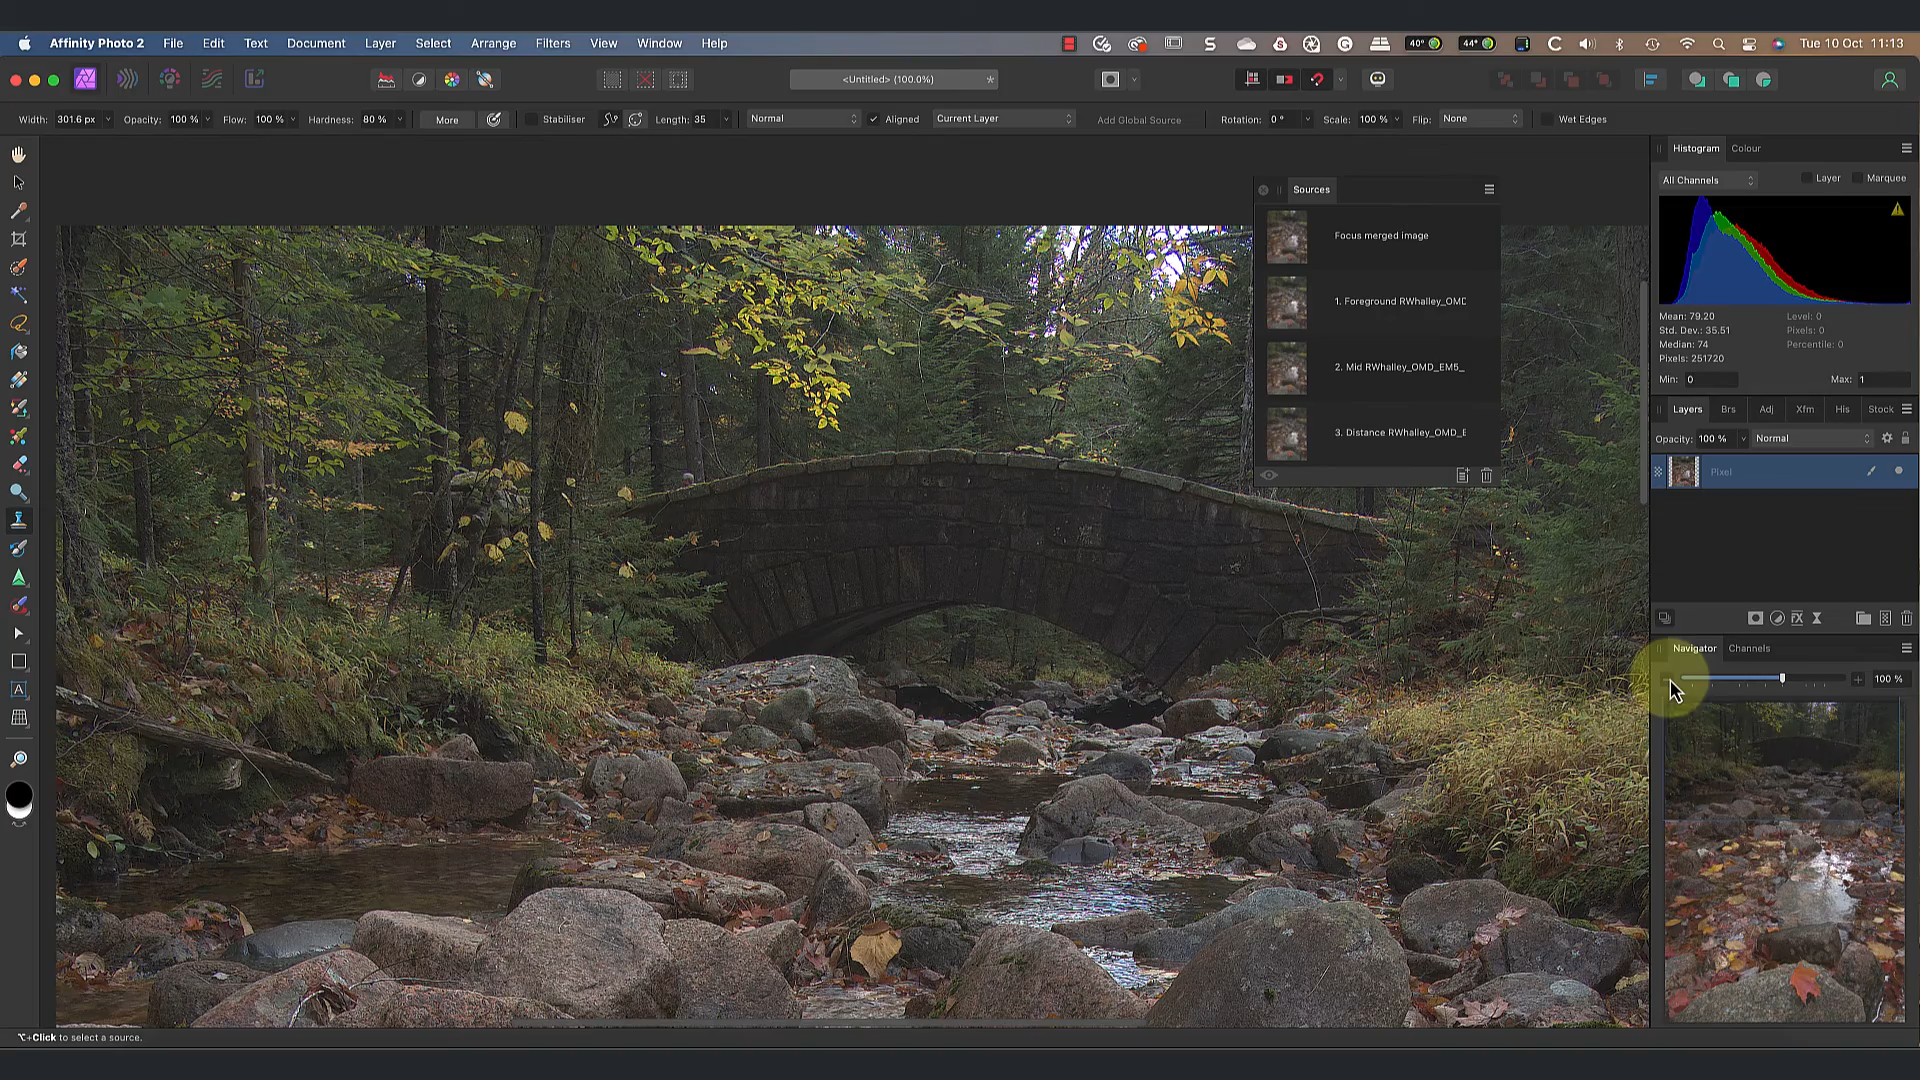 Affinity Photo 2 File Edit Text Document Layer Select Arrange Filters View Window Help 40° 44° Tue 10 Oct 11:13
<Untitled> (100.0%) *
Width: 301.6 px Opacity: 100 % Flow: 100 % Hardness: 80 % More Stabiliser Length: 35 Normal Aligned Current Layer Add Global Source Rotation: 0° Scale: 100 % Flip: None Wet Edges
Sources
Focus merged image
1. Foreground RWhalley_OMD
2. Mid RWhalley_OMD_EM5_
3. Distance RWhalley_OMD_E
Histogram Colour
All Channels Layer Marquee
Mean: 79.20 Level: 0
Std. Dev.: 35.51 Pixels: 0
Median: 74 Percentile: 0
Pixels: 251720
Min: 0 Max: 1
Layers Brs Adj Xfm His Stock
Opacity: 100 % Normal
Pixel
Navigator Channels
100 %
⌥+Click to select a source.